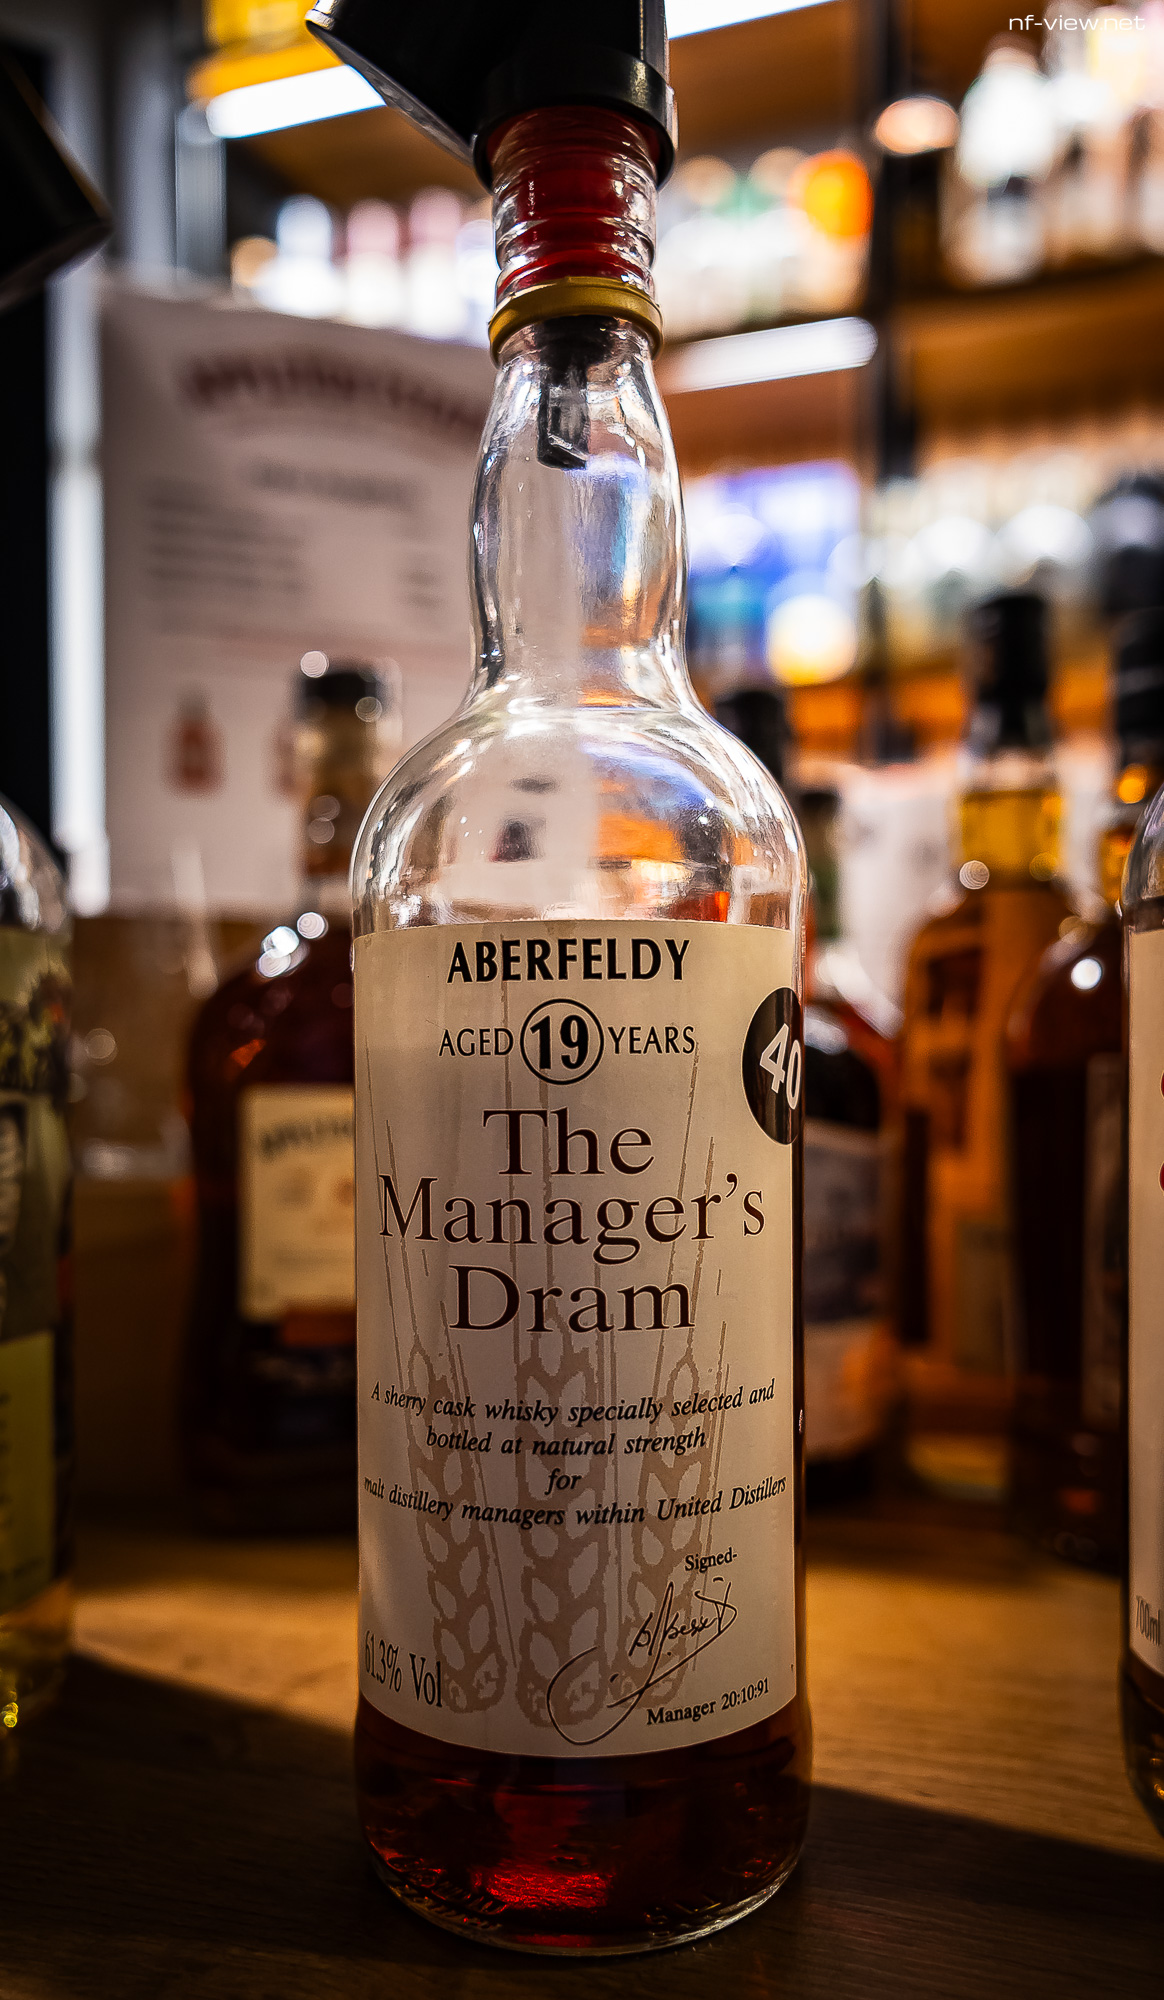 nf-view.net
ABERFELDY
AGED 19 YEARS
40
The
Manager's
Dram
A sherry cask whisky specially selected and
bottled at natural strength
for
malt distillery managers within United Distillers
Signed-
61.3% Vol
Manager 20:10:91
700ml